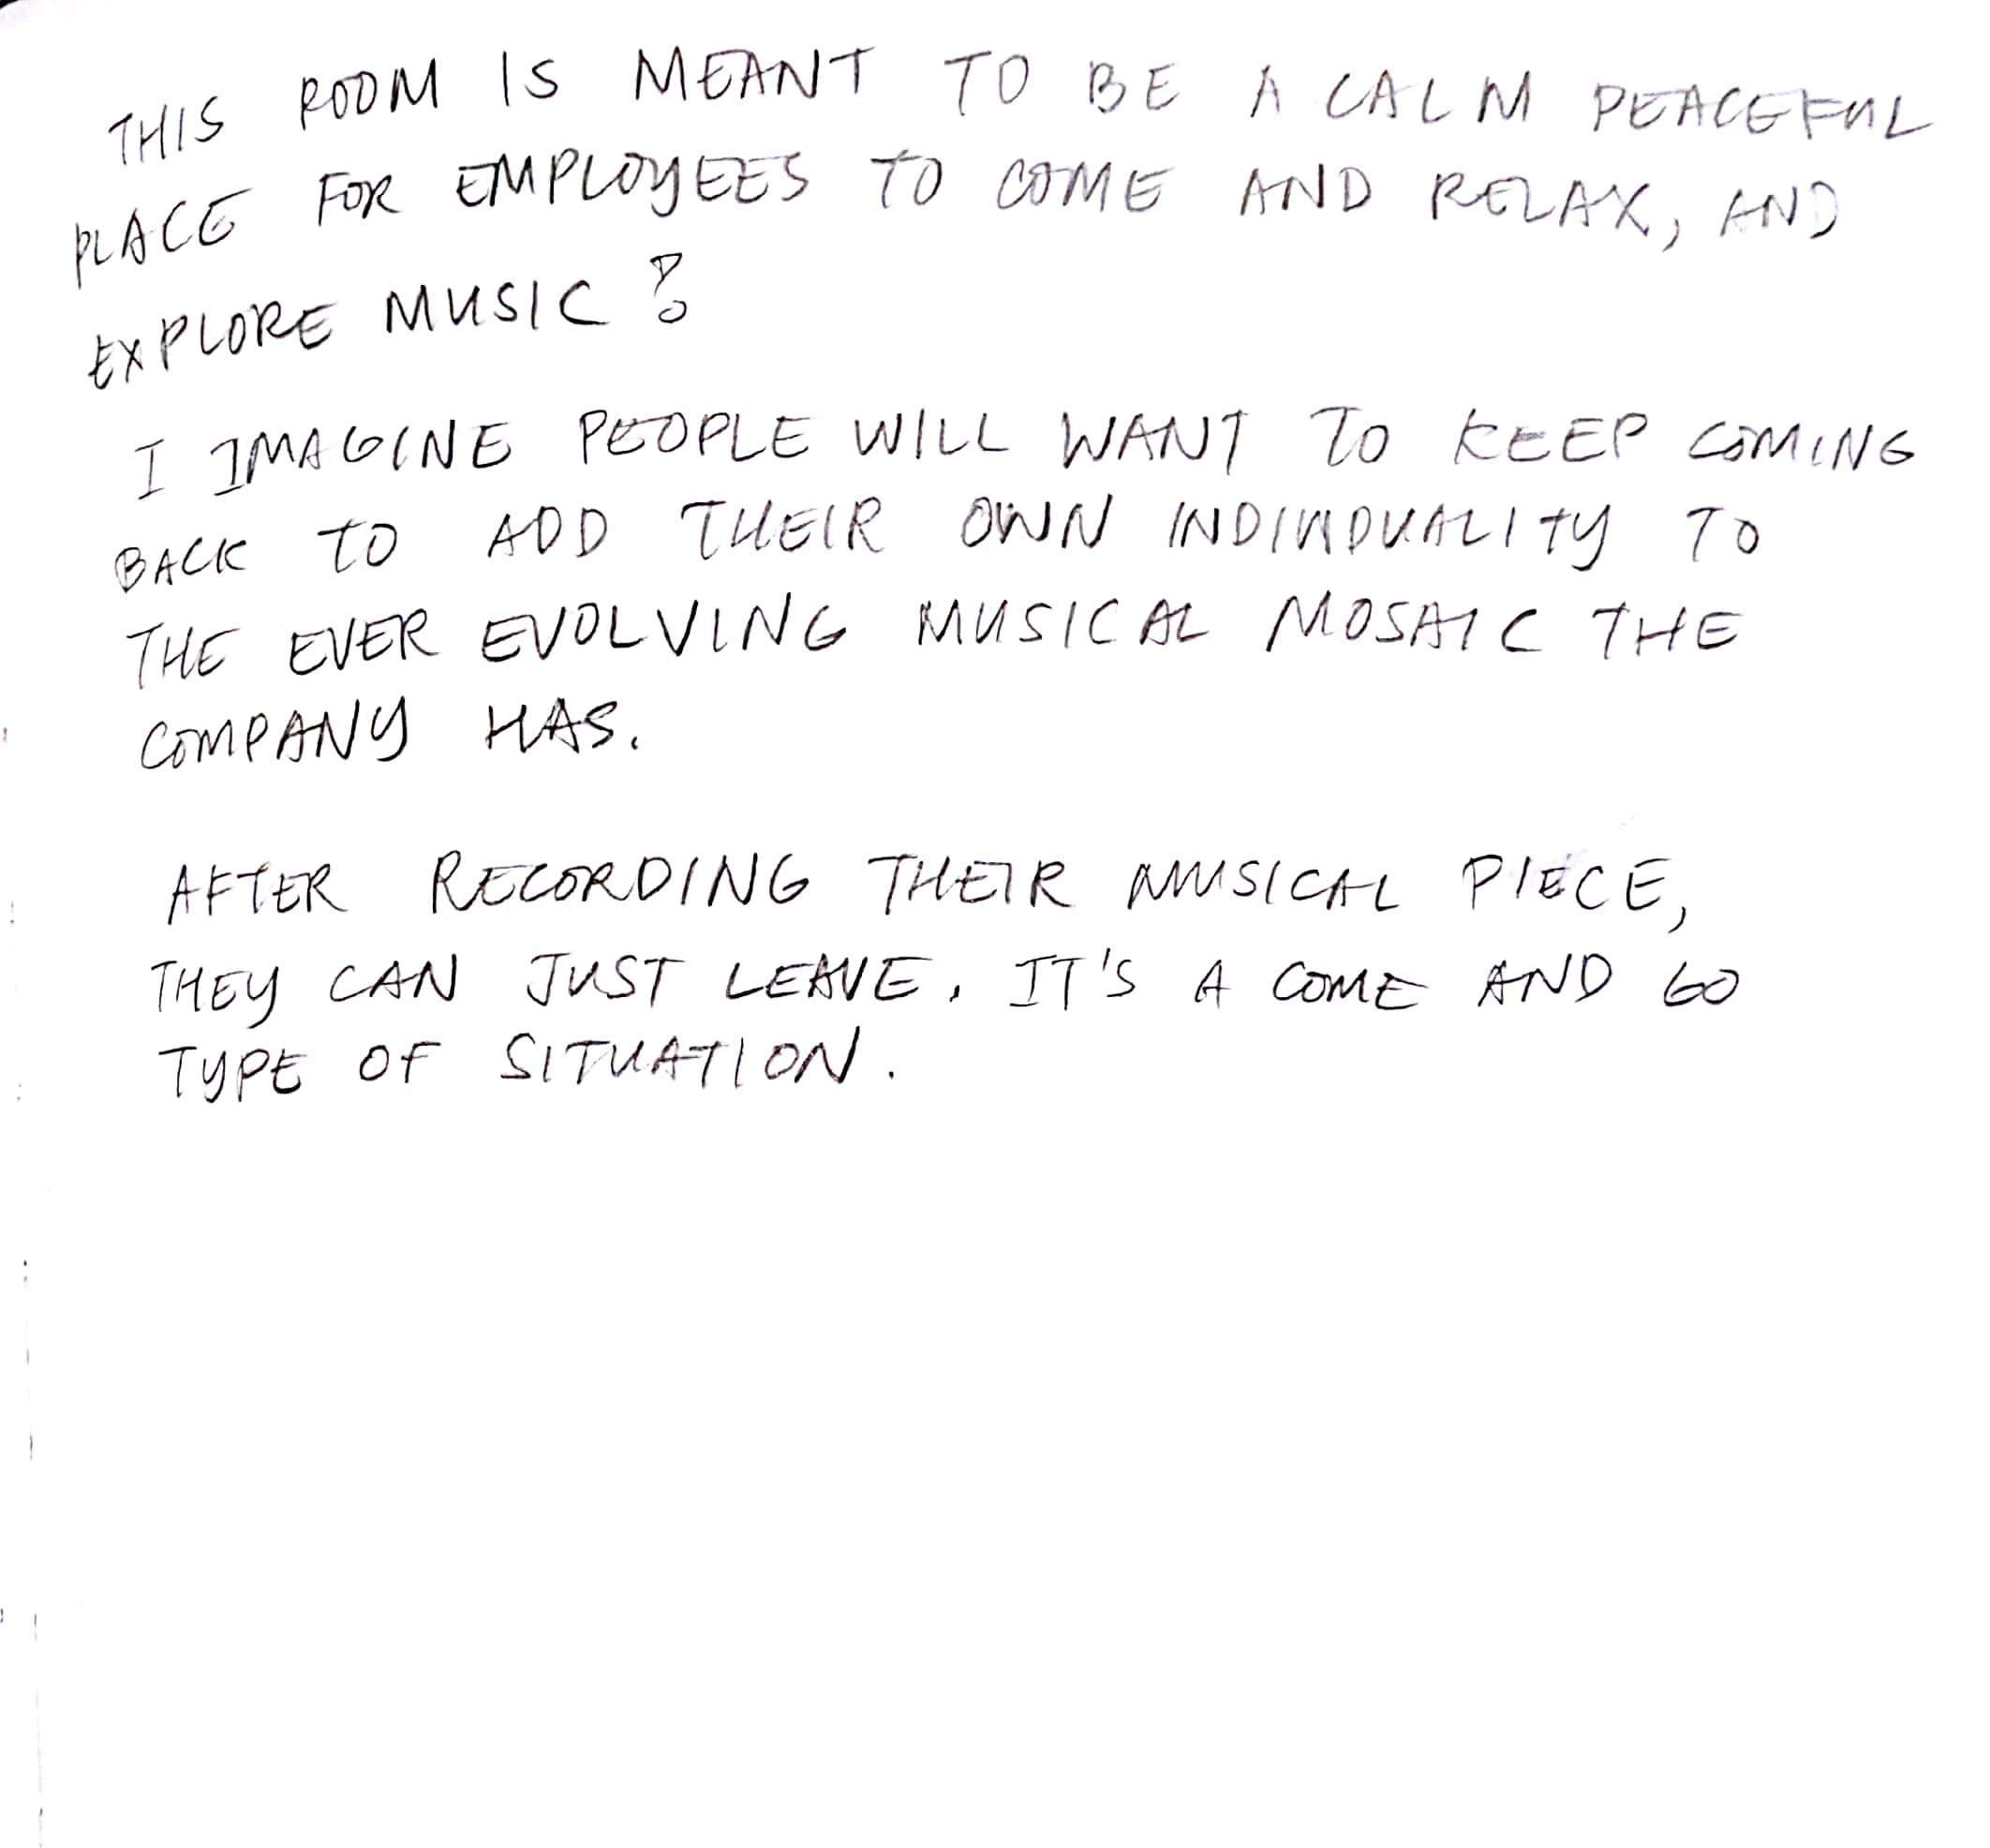 THIS ROOM IS MEANT TO BE A CALM PEACEFUL
PLACE FOR EMPLOYEES TO COME AND RELAX, AND
EXPLORE MUSIC!
I IMAGINE PEOPLE WILL WANT TO KEEP COMING
BACK TO ADD THEIR OWN INDIVIDUALITY TO
THE EVER EVOLVING MUSICAL MOSAIC THE
COMPANY HAS.
AFTER RECORDING THEIR MUSICAL PIECE,
THEY CAN JUST LEAVE. IT'S A COME AND GO
TYPE OF SITUATION.